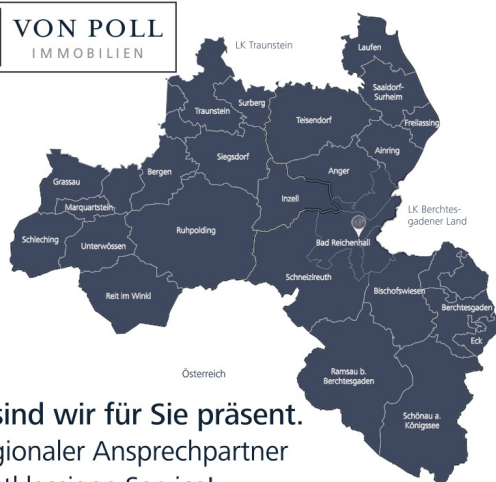 VON POLL
IMMOBILIEN
LK Traunstein
Laufen
Saaldorf-
Surheim
Surberg
Traunstein
Teisendorf
Freilassing
Ainring
Siegsdorf
Anger
Bergen
Grassau
Inzell
Marquartstein
LK Berchtes-
gadener Land
Ruhpolding
Schleching
Unterwössen
Bad Reichenhall
Schneizlreuth
Bischofswiesen
Reit im Winkl
Berchtesgaden
Eck
Österreich
Ramsau b.
Berchtesgaden
Schönau a.
Königssee
sind wir für Sie präsent.
gionaler Ansprechpartner